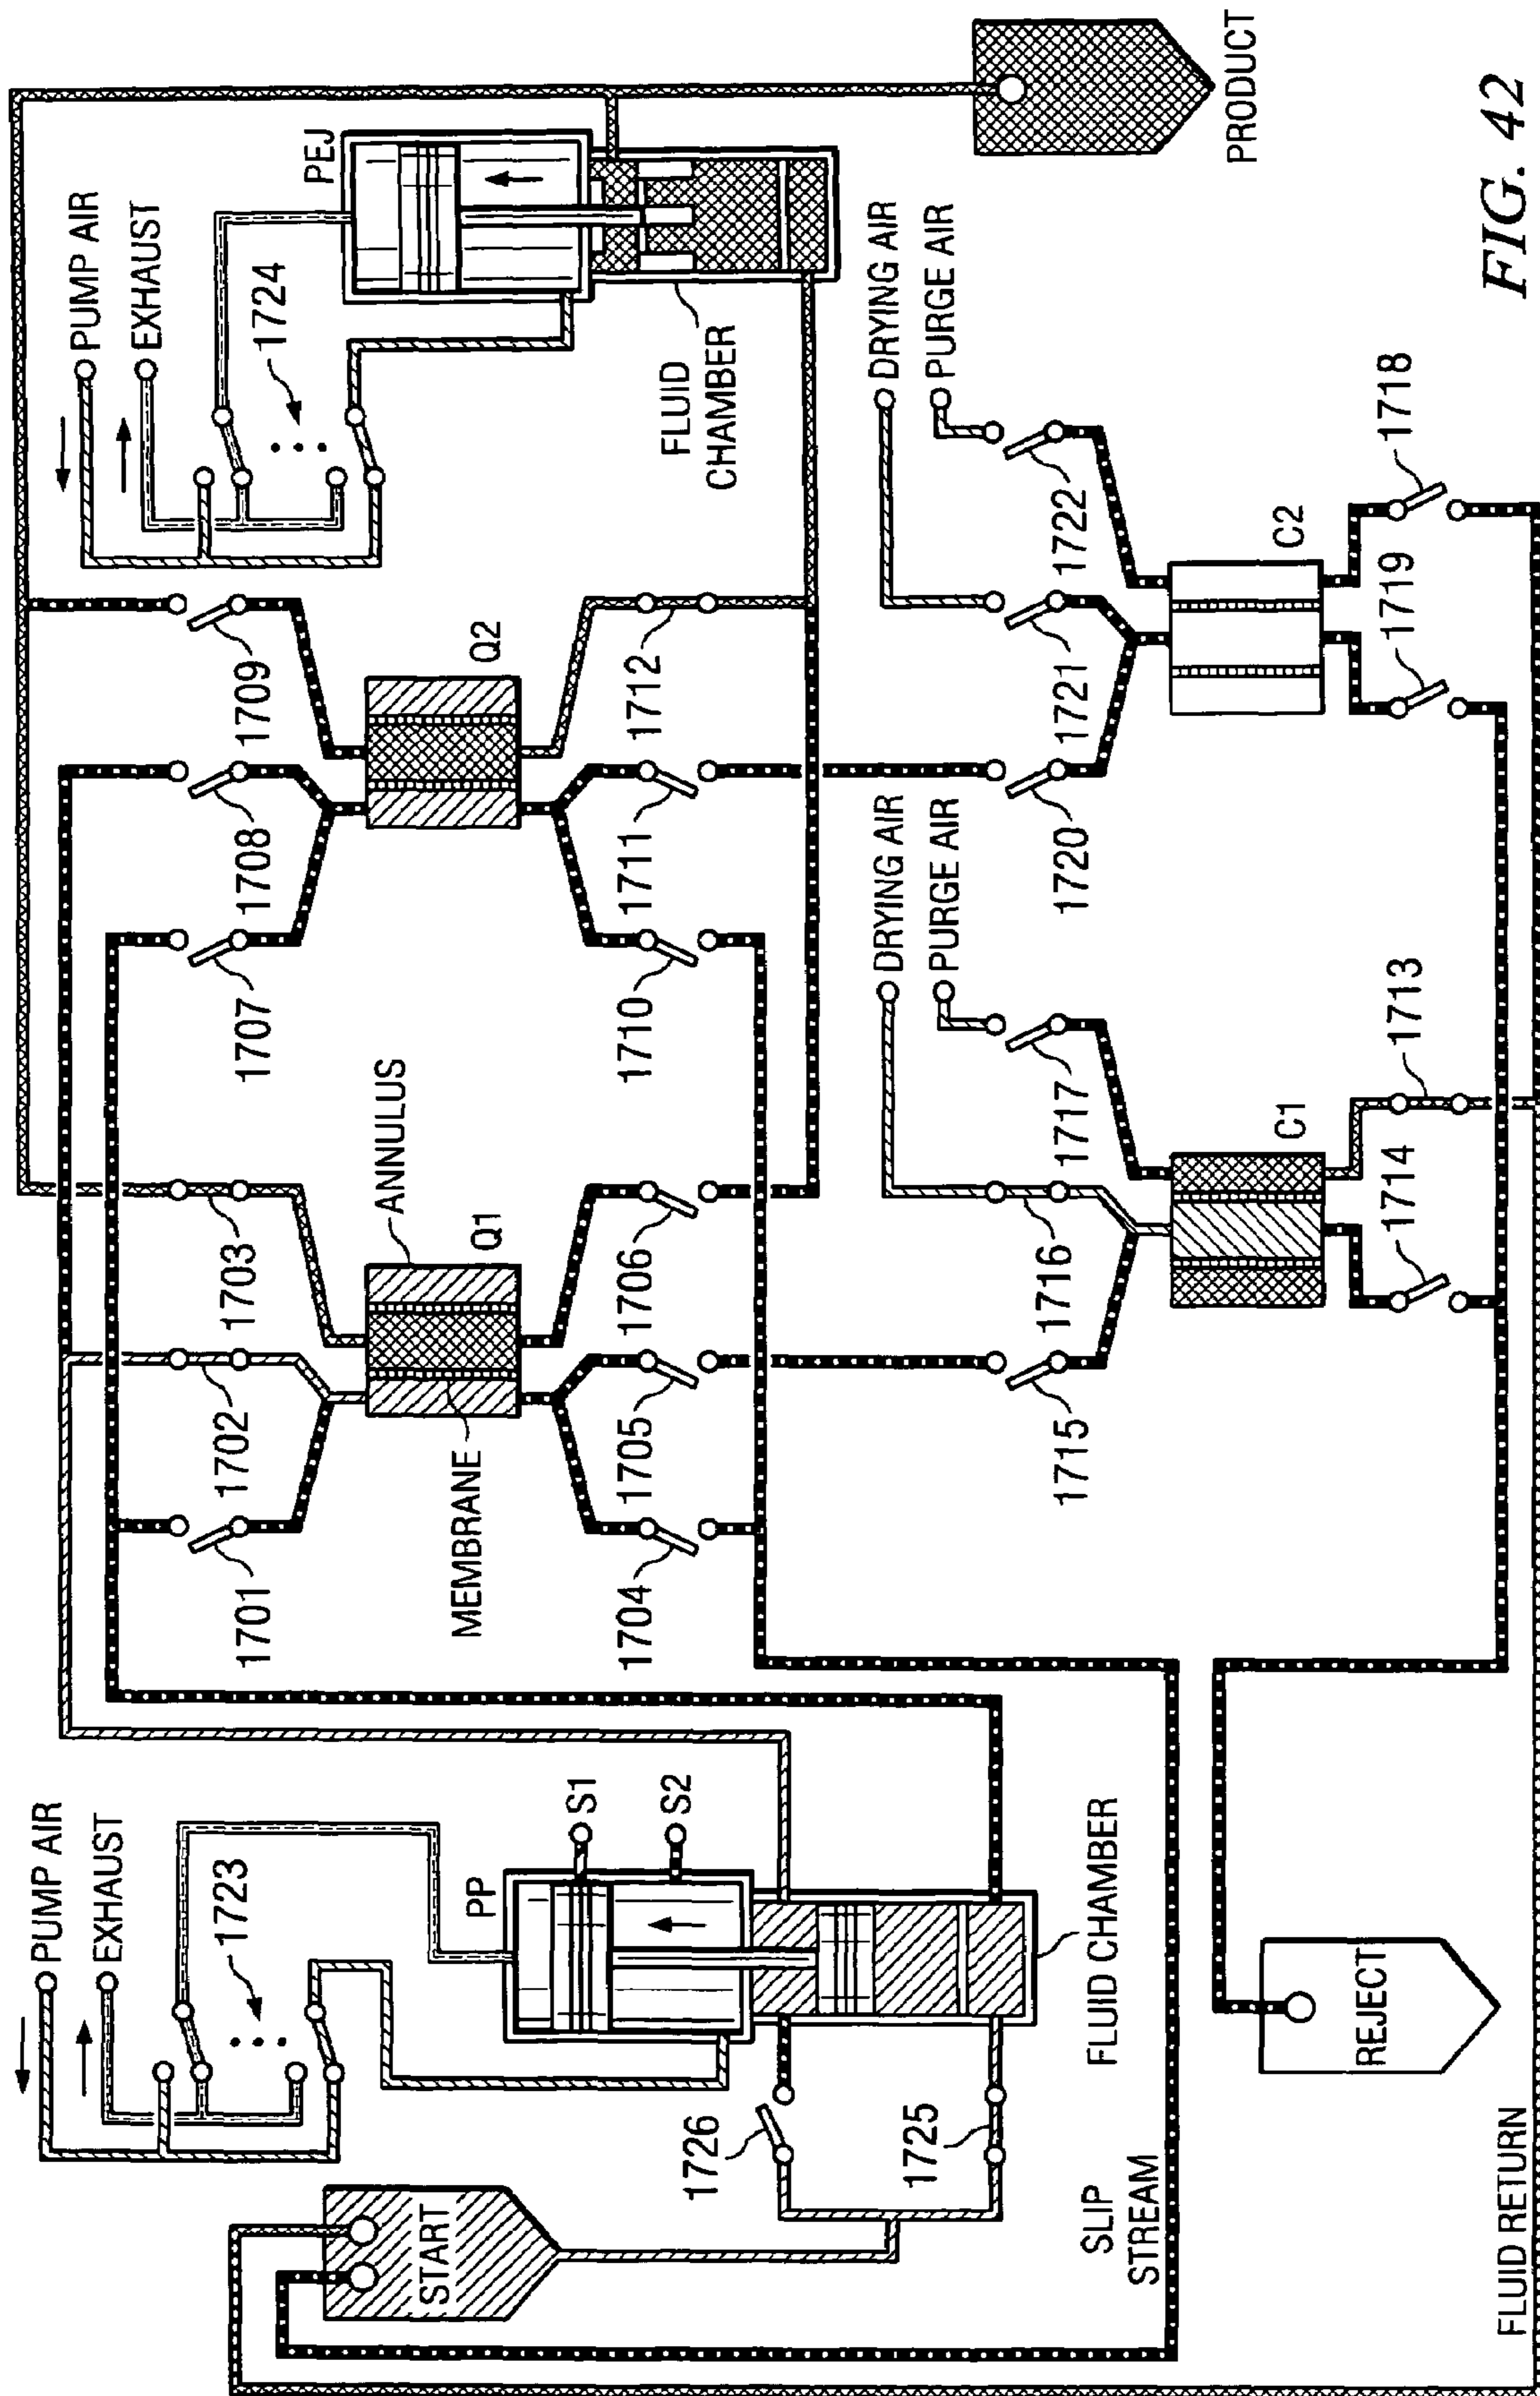 PUMP AIR
EXHAUST
1723
START
1726
1725
PP
S1
S2
FLUID CHAMBER
SLIP
STREAM
REJECT
FLUID RETURN
1701
1702
1703
MEMBRANE
ANNULUS
Q1
1704
1705
1706
1707
1708
1709
Q2
1710
1711
1712
PUMP AIR
EXHAUST
1724
PEJ
FLUID
CHAMBER
PRODUCT
DRYING AIR
PURGE AIR
1715
1716
1717
C1
1714
1713
DRYING AIR
PURGE AIR
1720
1721
1722
C2
1719
1718
FIG. 42